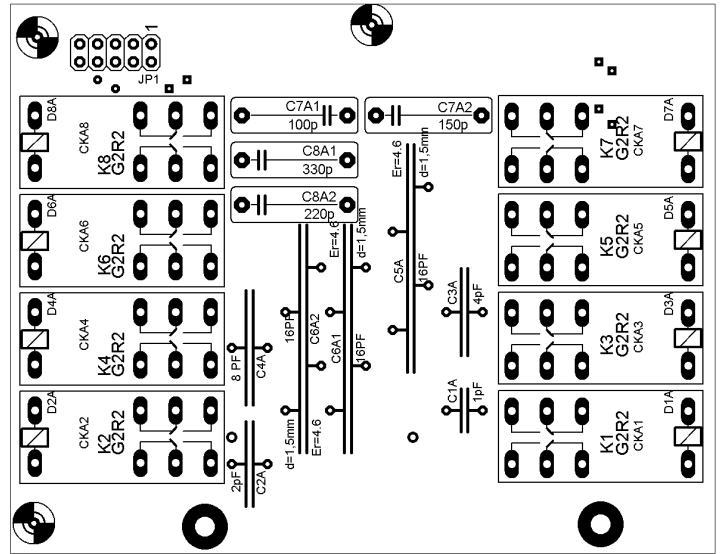 1
JP1
D8A
CKA8
K8
G2R2
C7A1
100p
C7A2
150p
C8A1
330p
C8A2
220p
D7A
K7
G2R2
CKA7
D6A
CKA6
K6
G2R2
D5A
K5
G2R2
CKA5
Er=4.6
d=1,5mm
C5A
16PF
Er=4.6
d=1,5mm
D4A
CKA4
K4
G2R2
8 PF
C4A
16PF
C6A2
C6A1
16PF
C3A
4pF
D3A
K3
G2R2
CKA3
D2A
CKA2
K2
G2R2
2pF
C2A
d=1,5mm
Er=4.6
C1A
1pF
D1A
K1
G2R2
CKA1